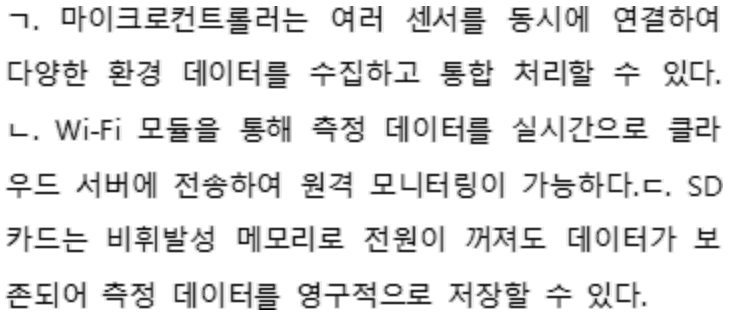 ㄱ. 마이크로컨트롤러는 여러 센서를 동시에 연결하여
다양한 환경 데이터를 수집하고 통합 처리할 수 있다.
ㄴ. Wi-Fi 모듈을 통해 측정 데이터를 실시간으로 클라
우드 서버에 전송하여 원격 모니터링이 가능하다.ㄷ. SD
카드는 비휘발성 메모리로 전원이 꺼져도 데이터가 보
존되어 측정 데이터를 영구적으로 저장할 수 있다.